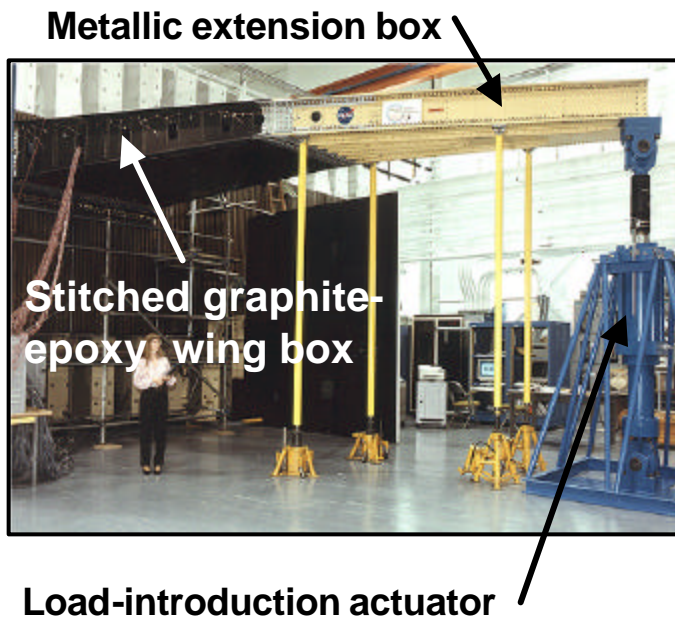 Metallic extension box
Stitched graphite-
epoxy wing box
Load-introduction actuator